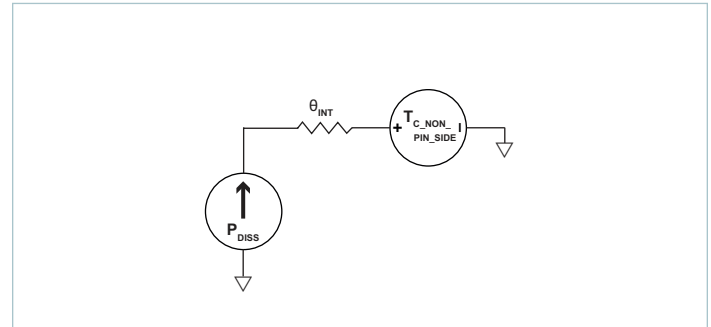 θINT
+ TC_NON_ I
PIN_SIDE
PDISS